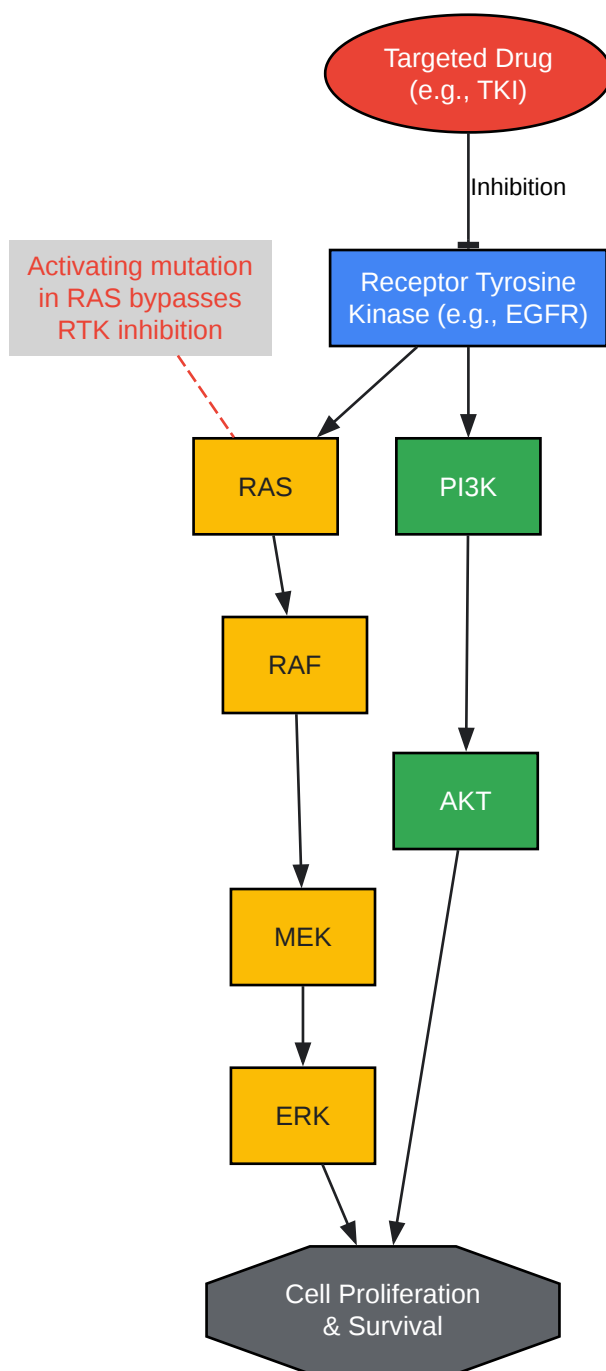 Targeted Drug
(e.g., TKI)
Inhibition
Activating mutation
in RAS bypasses
RTK inhibition
Receptor Tyrosine
Kinase (e.g., EGFR)
RAS
PI3K
RAF
AKT
MEK
ERK
Cell Proliferation
& Survival